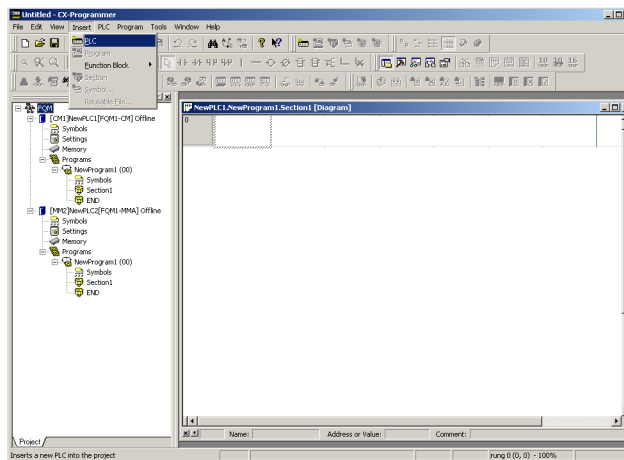 Untitled - CX-Programmer
File Edit View Insert PLC Program Tools Window Help
PLC
Program
Function Block
Section
Symbol...
Reusable File...
10 16
FQM
[CM1]NewPLC1[FQM1-CM] Offline
Symbols
Settings
Memory
Programs
NewProgram1 (00)
Symbols
Section1
END
[MM2]NewPLC2[FQM1-MMA] Offline
Symbols
Settings
Memory
Programs
NewProgram1 (00)
Symbols
Section1
END
Project
NewPLC1.NewProgram1.Section1 [Diagram]
0
Name: Address or Value: Comment:
Inserts a new PLC into the project
rung 0 (0, 0) - 100%